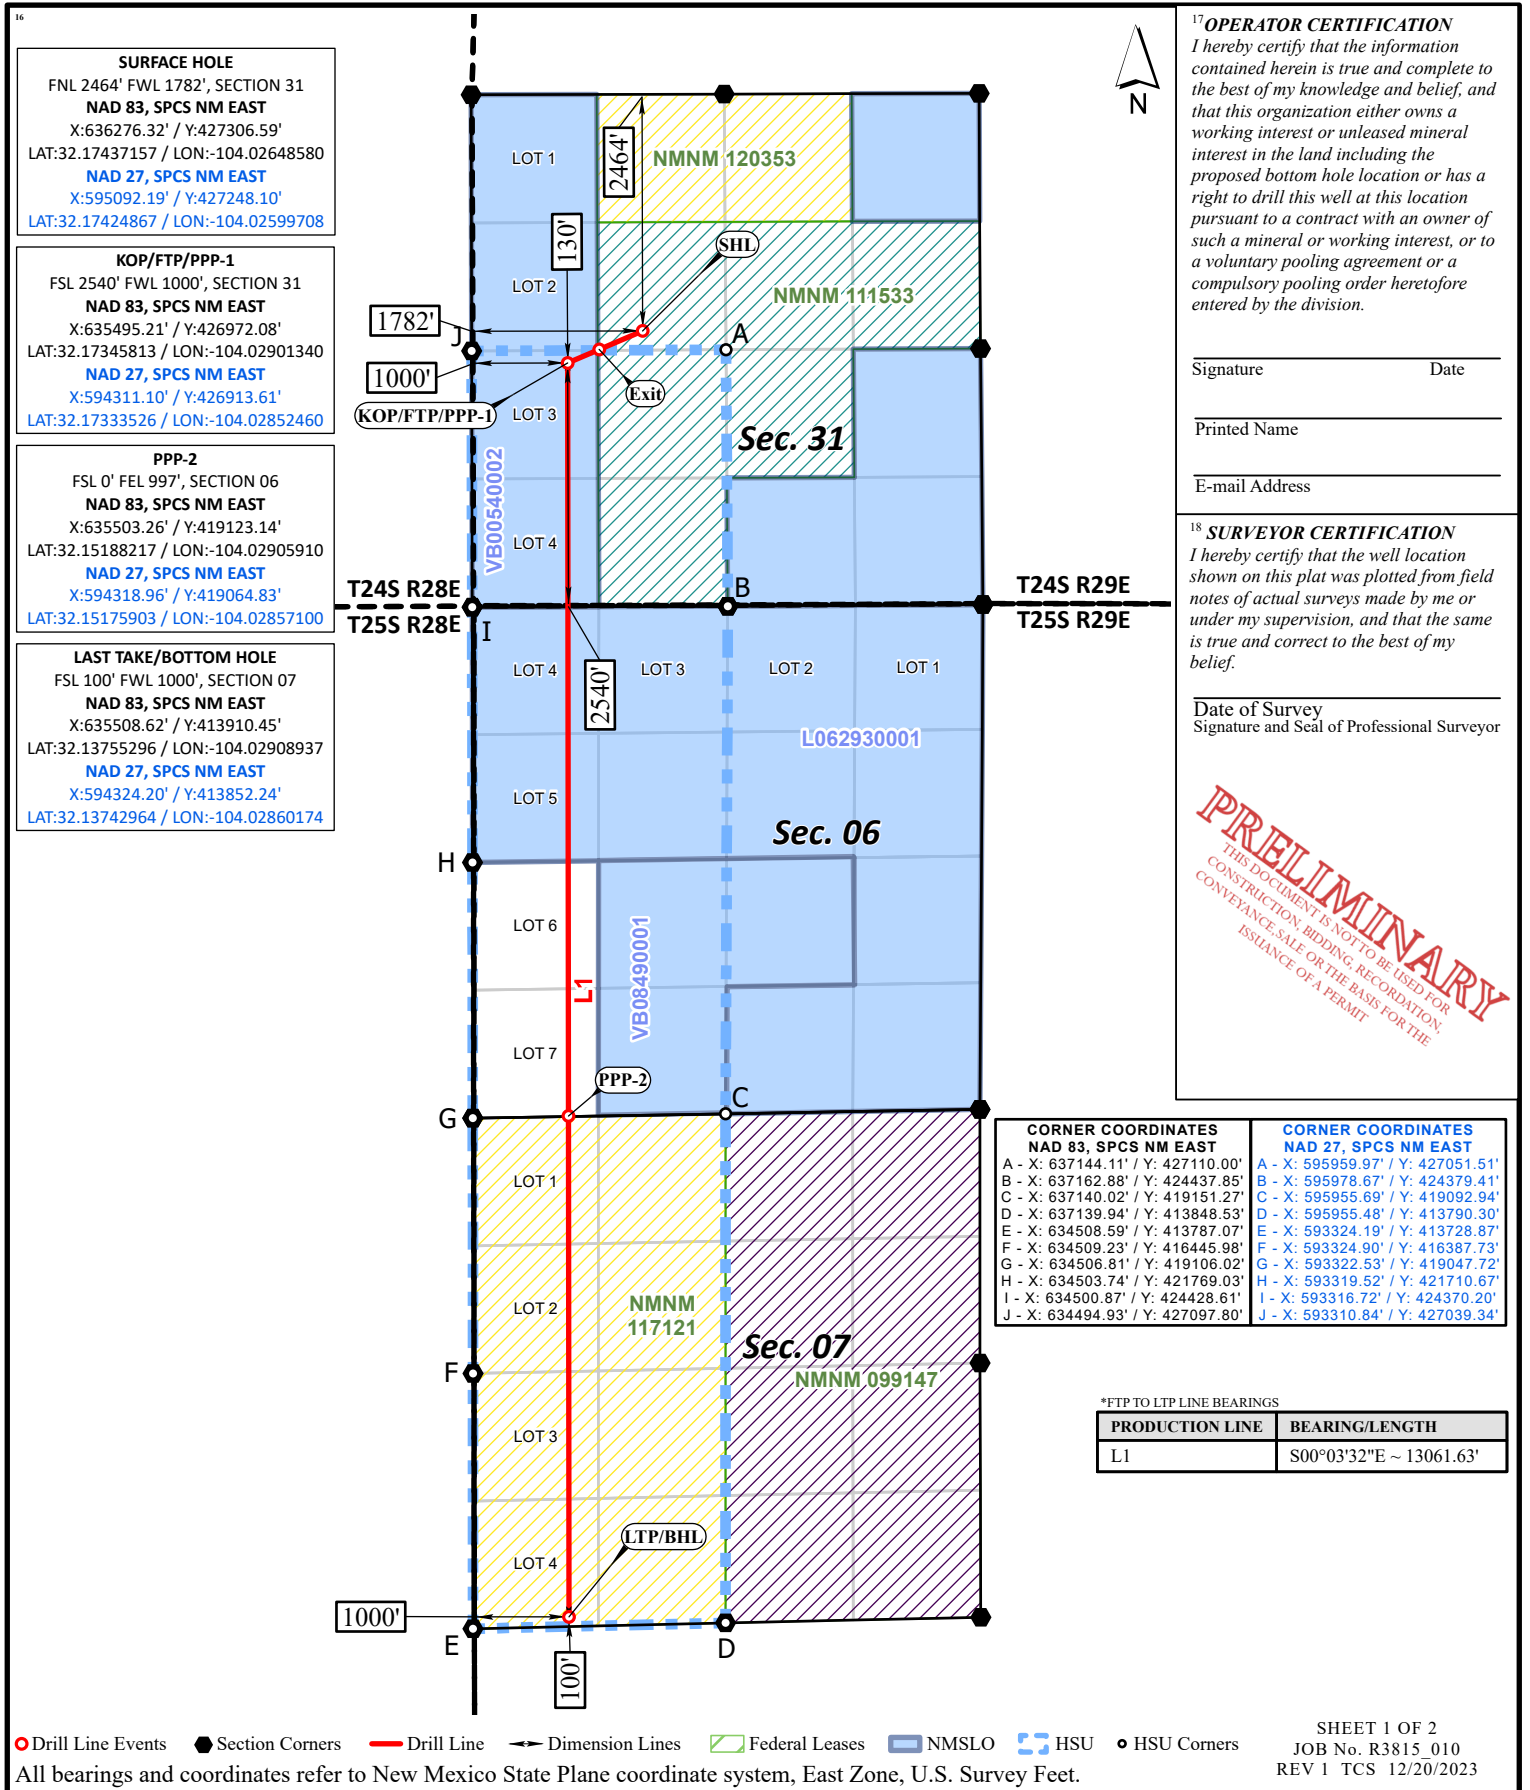 16
SURFACE HOLE
FNL 2464' FWL 1782', SECTION 31
NAD 83, SPCS NM EAST
X:636276.32' / Y:427306.59'
LAT:32.17437157 / LON:-104.02648580
NAD 27, SPCS NM EAST
X:595092.19' / Y:427248.10'
LAT:32.17424867 / LON:-104.02599708
KOP/FTP/PPP-1
FSL 2540' FWL 1000', SECTION 31
NAD 83, SPCS NM EAST
X:635495.21' / Y:426972.08'
LAT:32.17345813 / LON:-104.02901340
NAD 27, SPCS NM EAST
X:594311.10' / Y:426913.61'
LAT:32.17333526 / LON:-104.02852460
PPP-2
FSL 0' FEL 997', SECTION 06
NAD 83, SPCS NM EAST
X:635503.26' / Y:419123.14'
LAT:32.15188217 / LON:-104.02905910
NAD 27, SPCS NM EAST
X:594318.96' / Y:419064.83'
LAT:32.15175903 / LON:-104.02857100
LAST TAKE/BOTTOM HOLE
FSL 100' FWL 1000', SECTION 07
NAD 83, SPCS NM EAST
X:635508.62' / Y:413910.45'
LAT:32.13755296 / LON:-104.02908937
NAD 27, SPCS NM EAST
X:594324.20' / Y:413852.24'
LAT:32.13742964 / LON:-104.02860174
N
LOT 1
2464'
NMNM 120353
130'
SHL
LOT 2
NMNM 111533
1782'
J
A
1000'
Exit
KOP/FTP/PPP-1
LOT 3
Sec. 31
VB00540002
LOT 4
T24S R28E
B
T24S R29E
T25S R28E
I
T25S R29E
LOT 4
LOT 3
LOT 2
LOT 1
2540'
L062930001
LOT 5
Sec. 06
H
LOT 6
VB08490001
L1
LOT 7
PPP-2
C
G
LOT 1
LOT 2
NMNM
117121
Sec. 07
F
NMNM 099147
LOT 3
LTP/BHL
LOT 4
1000'
E
D
100'
17 OPERATOR CERTIFICATION
I hereby certify that the information
contained herein is true and complete to
the best of my knowledge and belief, and
that this organization either owns a
working interest or unleased mineral
interest in the land including the
proposed bottom hole location or has a
right to drill this well at this location
pursuant to a contract with an owner of
such a mineral or working interest, or to
a voluntary pooling agreement or a
compulsory pooling order heretofore
entered by the division.
Signature Date
Printed Name
E-mail Address
18 SURVEYOR CERTIFICATION
I hereby certify that the well location
shown on this plat was plotted from field
notes of actual surveys made by me or
under my supervision, and that the same
is true and correct to the best of my
belief.
Date of Survey
Signature and Seal of Professional Surveyor
PRELIMINARY
THIS DOCUMENT IS NOT TO BE USED FOR
CONSTRUCTION, BIDDING, RECORDATION,
CONVEYANCE, SALE OR THE BASIS FOR THE
ISSUANCE OF A PERMIT
CORNER COORDINATES
NAD 83, SPCS NM EAST
A - X: 637144.11' / Y: 427110.00'
B - X: 637162.88' / Y: 424437.85'
C - X: 637140.02' / Y: 419151.27'
D - X: 637139.94' / Y: 413848.53'
E - X: 634508.59' / Y: 413787.07'
F - X: 634509.23' / Y: 416445.98'
G - X: 634506.81' / Y: 419106.02'
H - X: 634503.74' / Y: 421769.03'
I - X: 634500.87' / Y: 424428.61'
J - X: 634494.93' / Y: 427097.80'
CORNER COORDINATES
NAD 27, SPCS NM EAST
A - X: 595959.97' / Y: 427051.51'
B - X: 595978.67' / Y: 424379.41'
C - X: 595955.69' / Y: 419092.94'
D - X: 595955.48' / Y: 413790.30'
E - X: 593324.19' / Y: 413728.87'
F - X: 593324.90' / Y: 416387.73'
G - X: 593322.53' / Y: 419047.72'
H - X: 593319.52' / Y: 421710.67'
I - X: 593316.72' / Y: 424370.20'
J - X: 593310.84' / Y: 427039.34'
*FTP TO LTP LINE BEARINGS
PRODUCTION LINE BEARING/LENGTH
L1 S00°03'32"E ~ 13061.63'
Drill Line Events Section Corners Drill Line Dimension Lines Federal Leases NMSLO HSU HSU Corners
All bearings and coordinates refer to New Mexico State Plane coordinate system, East Zone, U.S. Survey Feet.
SHEET 1 OF 2
JOB No. R3815_010
REV 1 TCS 12/20/2023